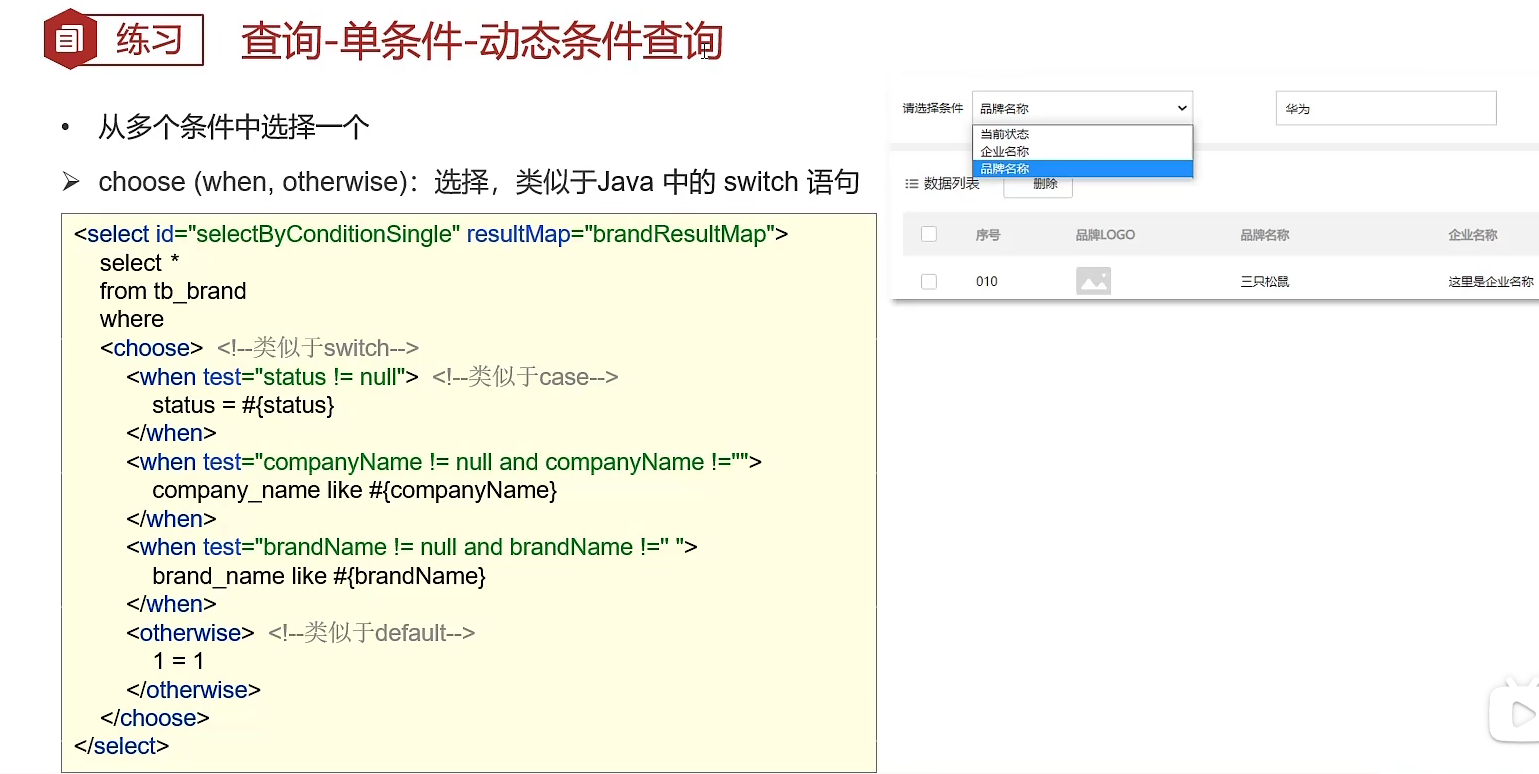 练习
查询-单条件-动态条件查询
• 从多个条件中选择一个
➢ choose (when, otherwise)：选择，类似于Java 中的 switch 语句
<select id="selectByConditionSingle" resultMap="brandResultMap">
select *
from tb_brand
where
<choose> <!--类似于switch-->
<when test="status != null"> <!--类似于case-->
status = #{status}
</when>
<when test="companyName != null and companyName !=''">
company_name like #{companyName}
</when>
<when test="brandName != null and brandName !='' ">
brand_name like #{brandName}
</when>
<otherwise> <!--类似于default-->
1 = 1
</otherwise>
</choose>
</select>
请选择条件 品牌名称 华为
当前状态
企业名称
品牌名称
数据列表 删除
序号 品牌LOGO 品牌名称 企业名称
010 三只松鼠 这里是企业名称